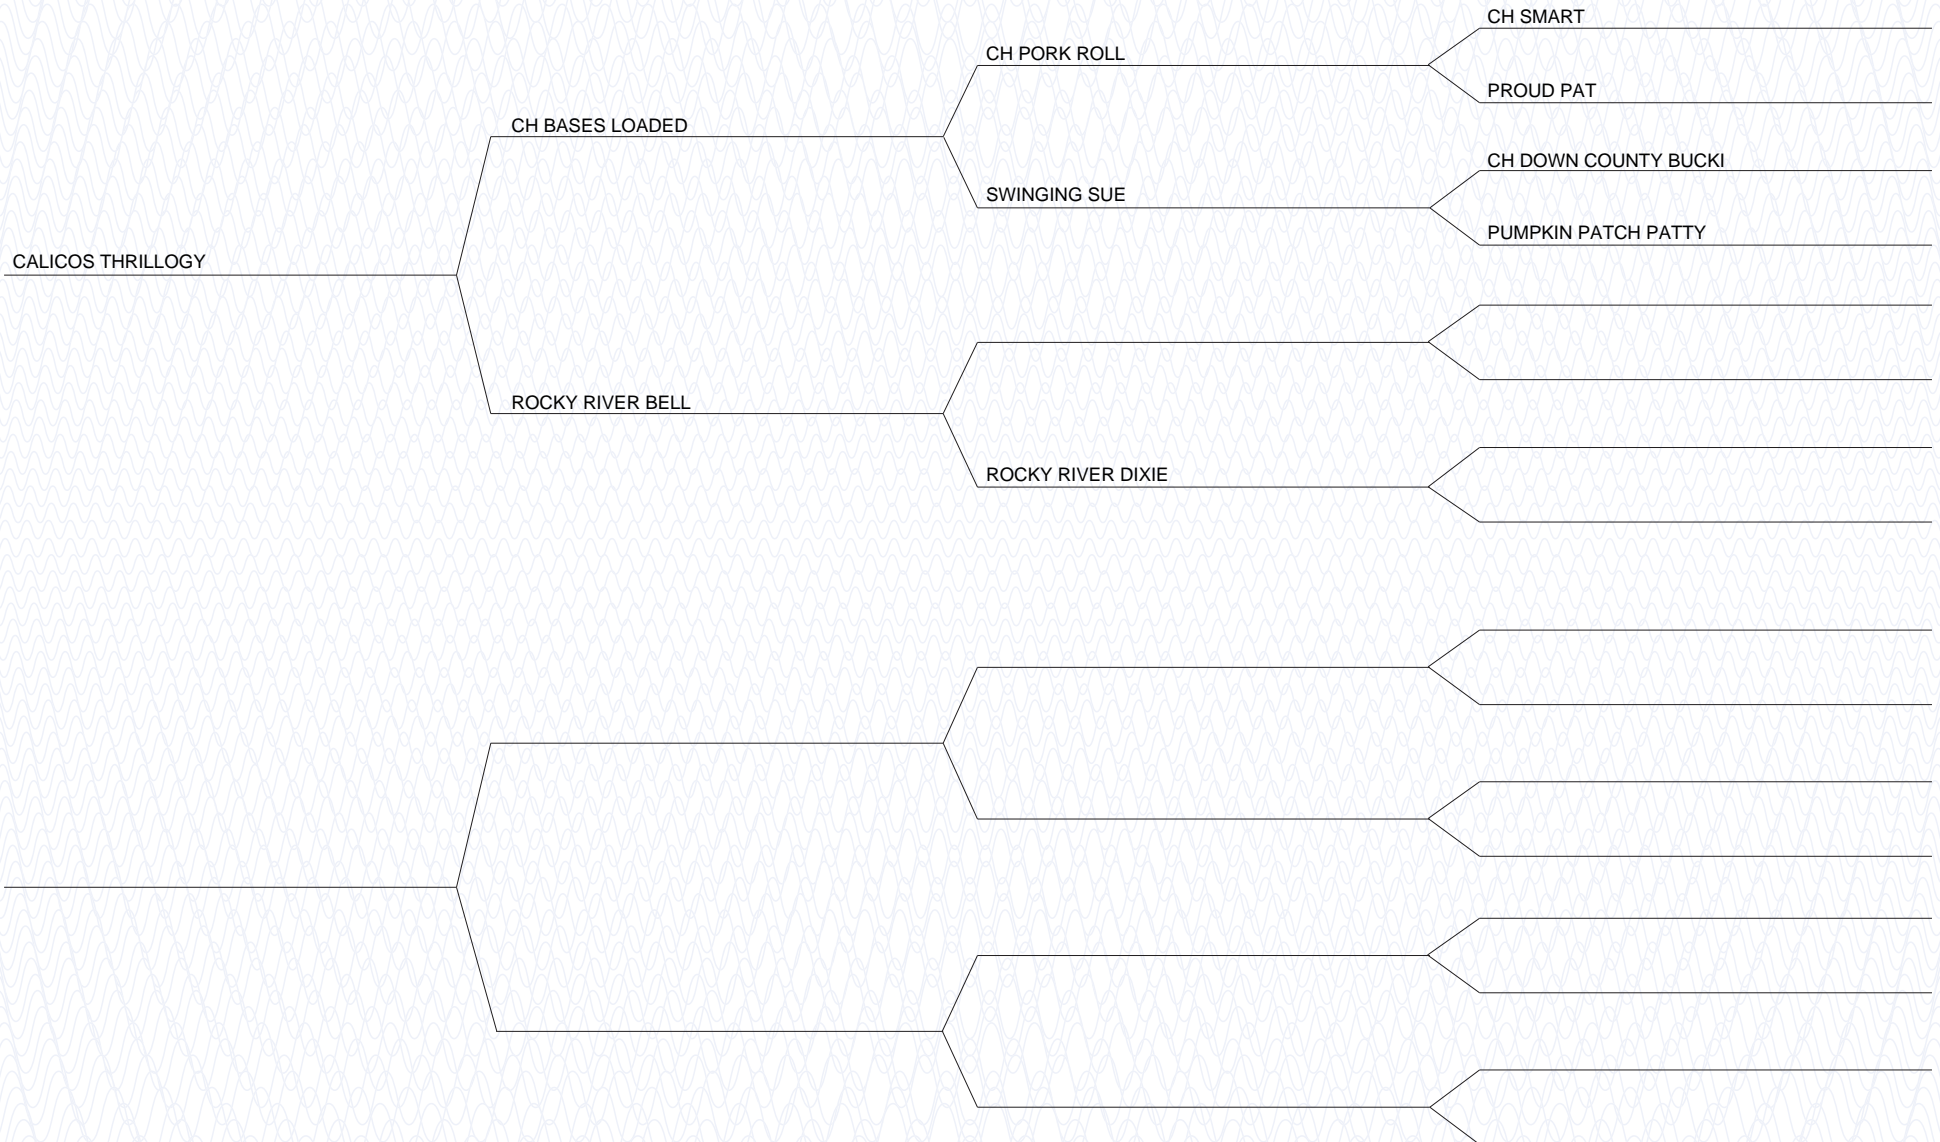 CH SMART
CH PORK ROLL
PROUD PAT
CH BASES LOADED
CH DOWN COUNTY BUCKI
SWINGING SUE
PUMPKIN PATCH PATTY
CALICOS THRILLOGY
ROCKY RIVER BELL
ROCKY RIVER DIXIE